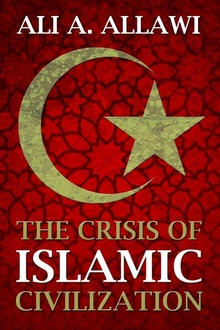 ALI A. ALLAWI
THE CRISIS OF
ISLAMIC
CIVILIZATION